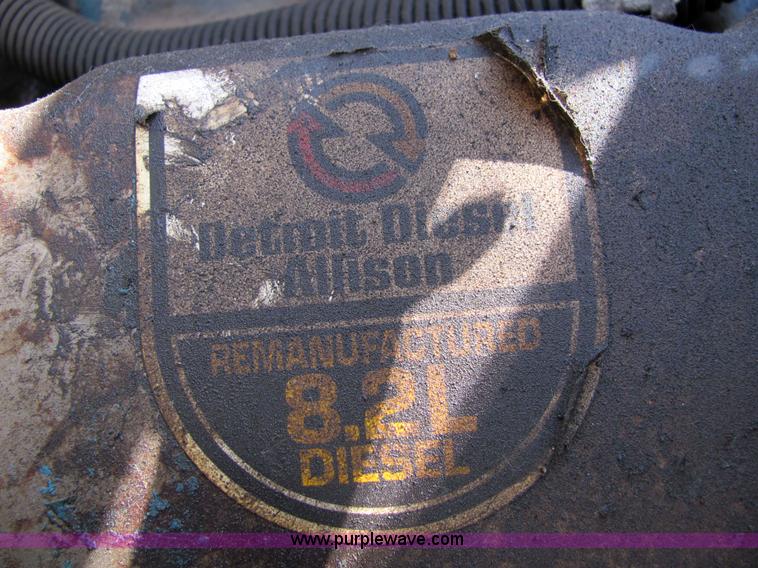 Detroit Diesel
Allison
REMANUFACTURED
8.2L
DIESEL
www.purplewave.com